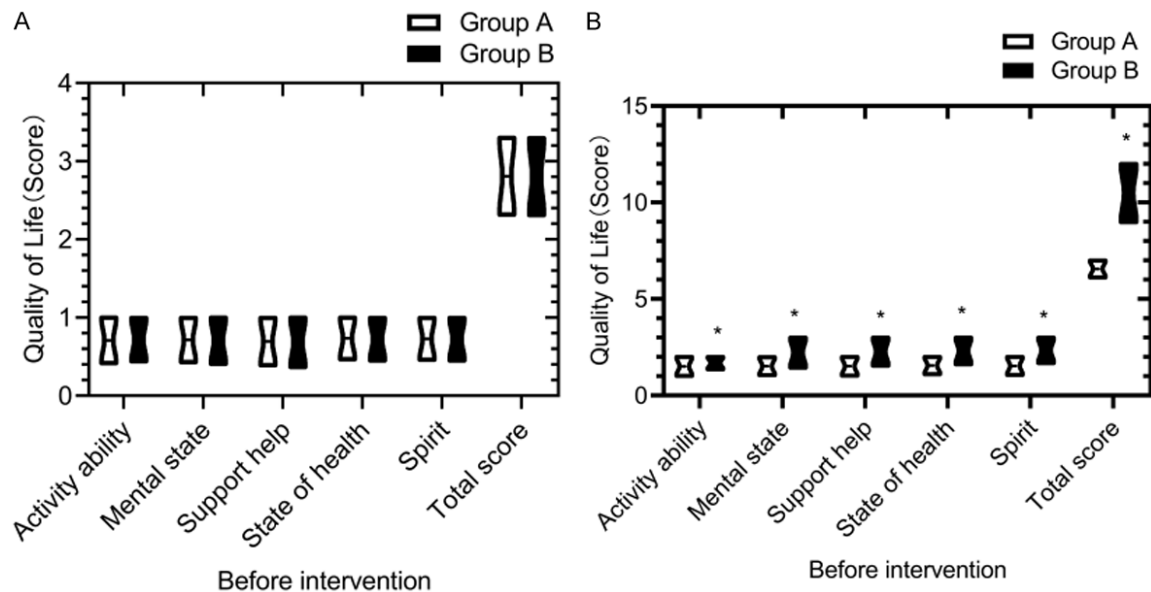 A
Group A
Group B
Quality of Life(Score)
4
3
2
1
0
Activity ability
Mental state
Support help
State of health
Spirit
Total score
Before intervention
B
Group A
Group B
Quality of Life(Score)
15
10
5
0
*
*
*
*
*
*
Activity ability
Mental state
Support help
State of health
Spirit
Total score
Before intervention